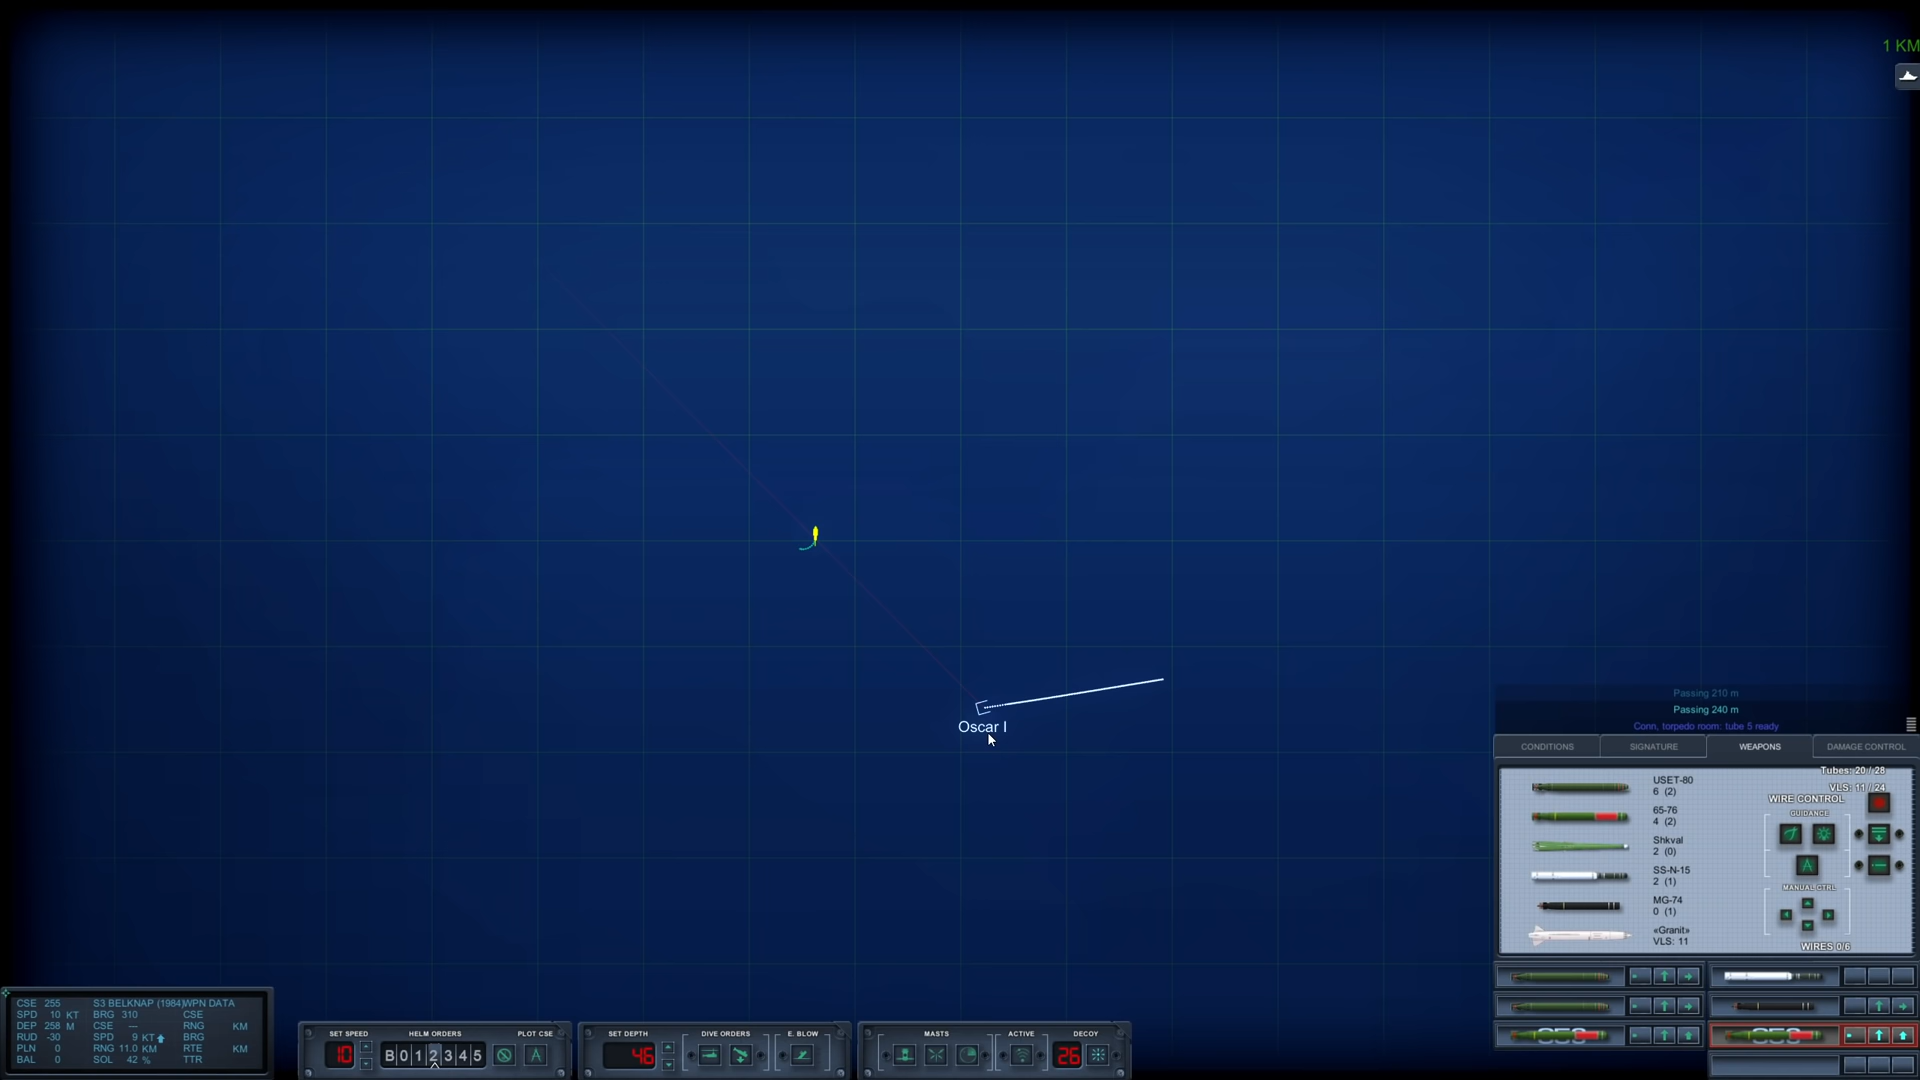 1 KM
Oscar I
Passing 210 m
Passing 240 m
Conn, torpedo room: tube 5 ready
CONDITIONS SIGNATURE WEAPONS DAMAGE CONTROL
Tubes: 20 / 28
VLS: 11 / 24
USET-80
6 (2)
65-76
4 (2)
Shkval
2 (0)
SS-N-15
2 (1)
MG-74
0 (1)
«Granit»
VLS: 11
WIRE CONTROL
GUIDANCE
A
MANUAL CTRL
WIRES 0/6
CSE 255 S3 BELKNAP (1984)WPN DATA
SPD 10 KT BRG 310 CSE
DEP 258 M CSE --- RNG KM
RUD -30 SPD 9 KT BRG
PLN 0 RNG 11.0 KM RTE KM
BAL 0 SOL 42 % TTR
SET SPEED HELM ORDERS PLOT CSE
10 B 0 1 2 3 4 5 A
SET DEPTH DIVE ORDERS E. BLOW
46
MASTS ACTIVE DECOY
26